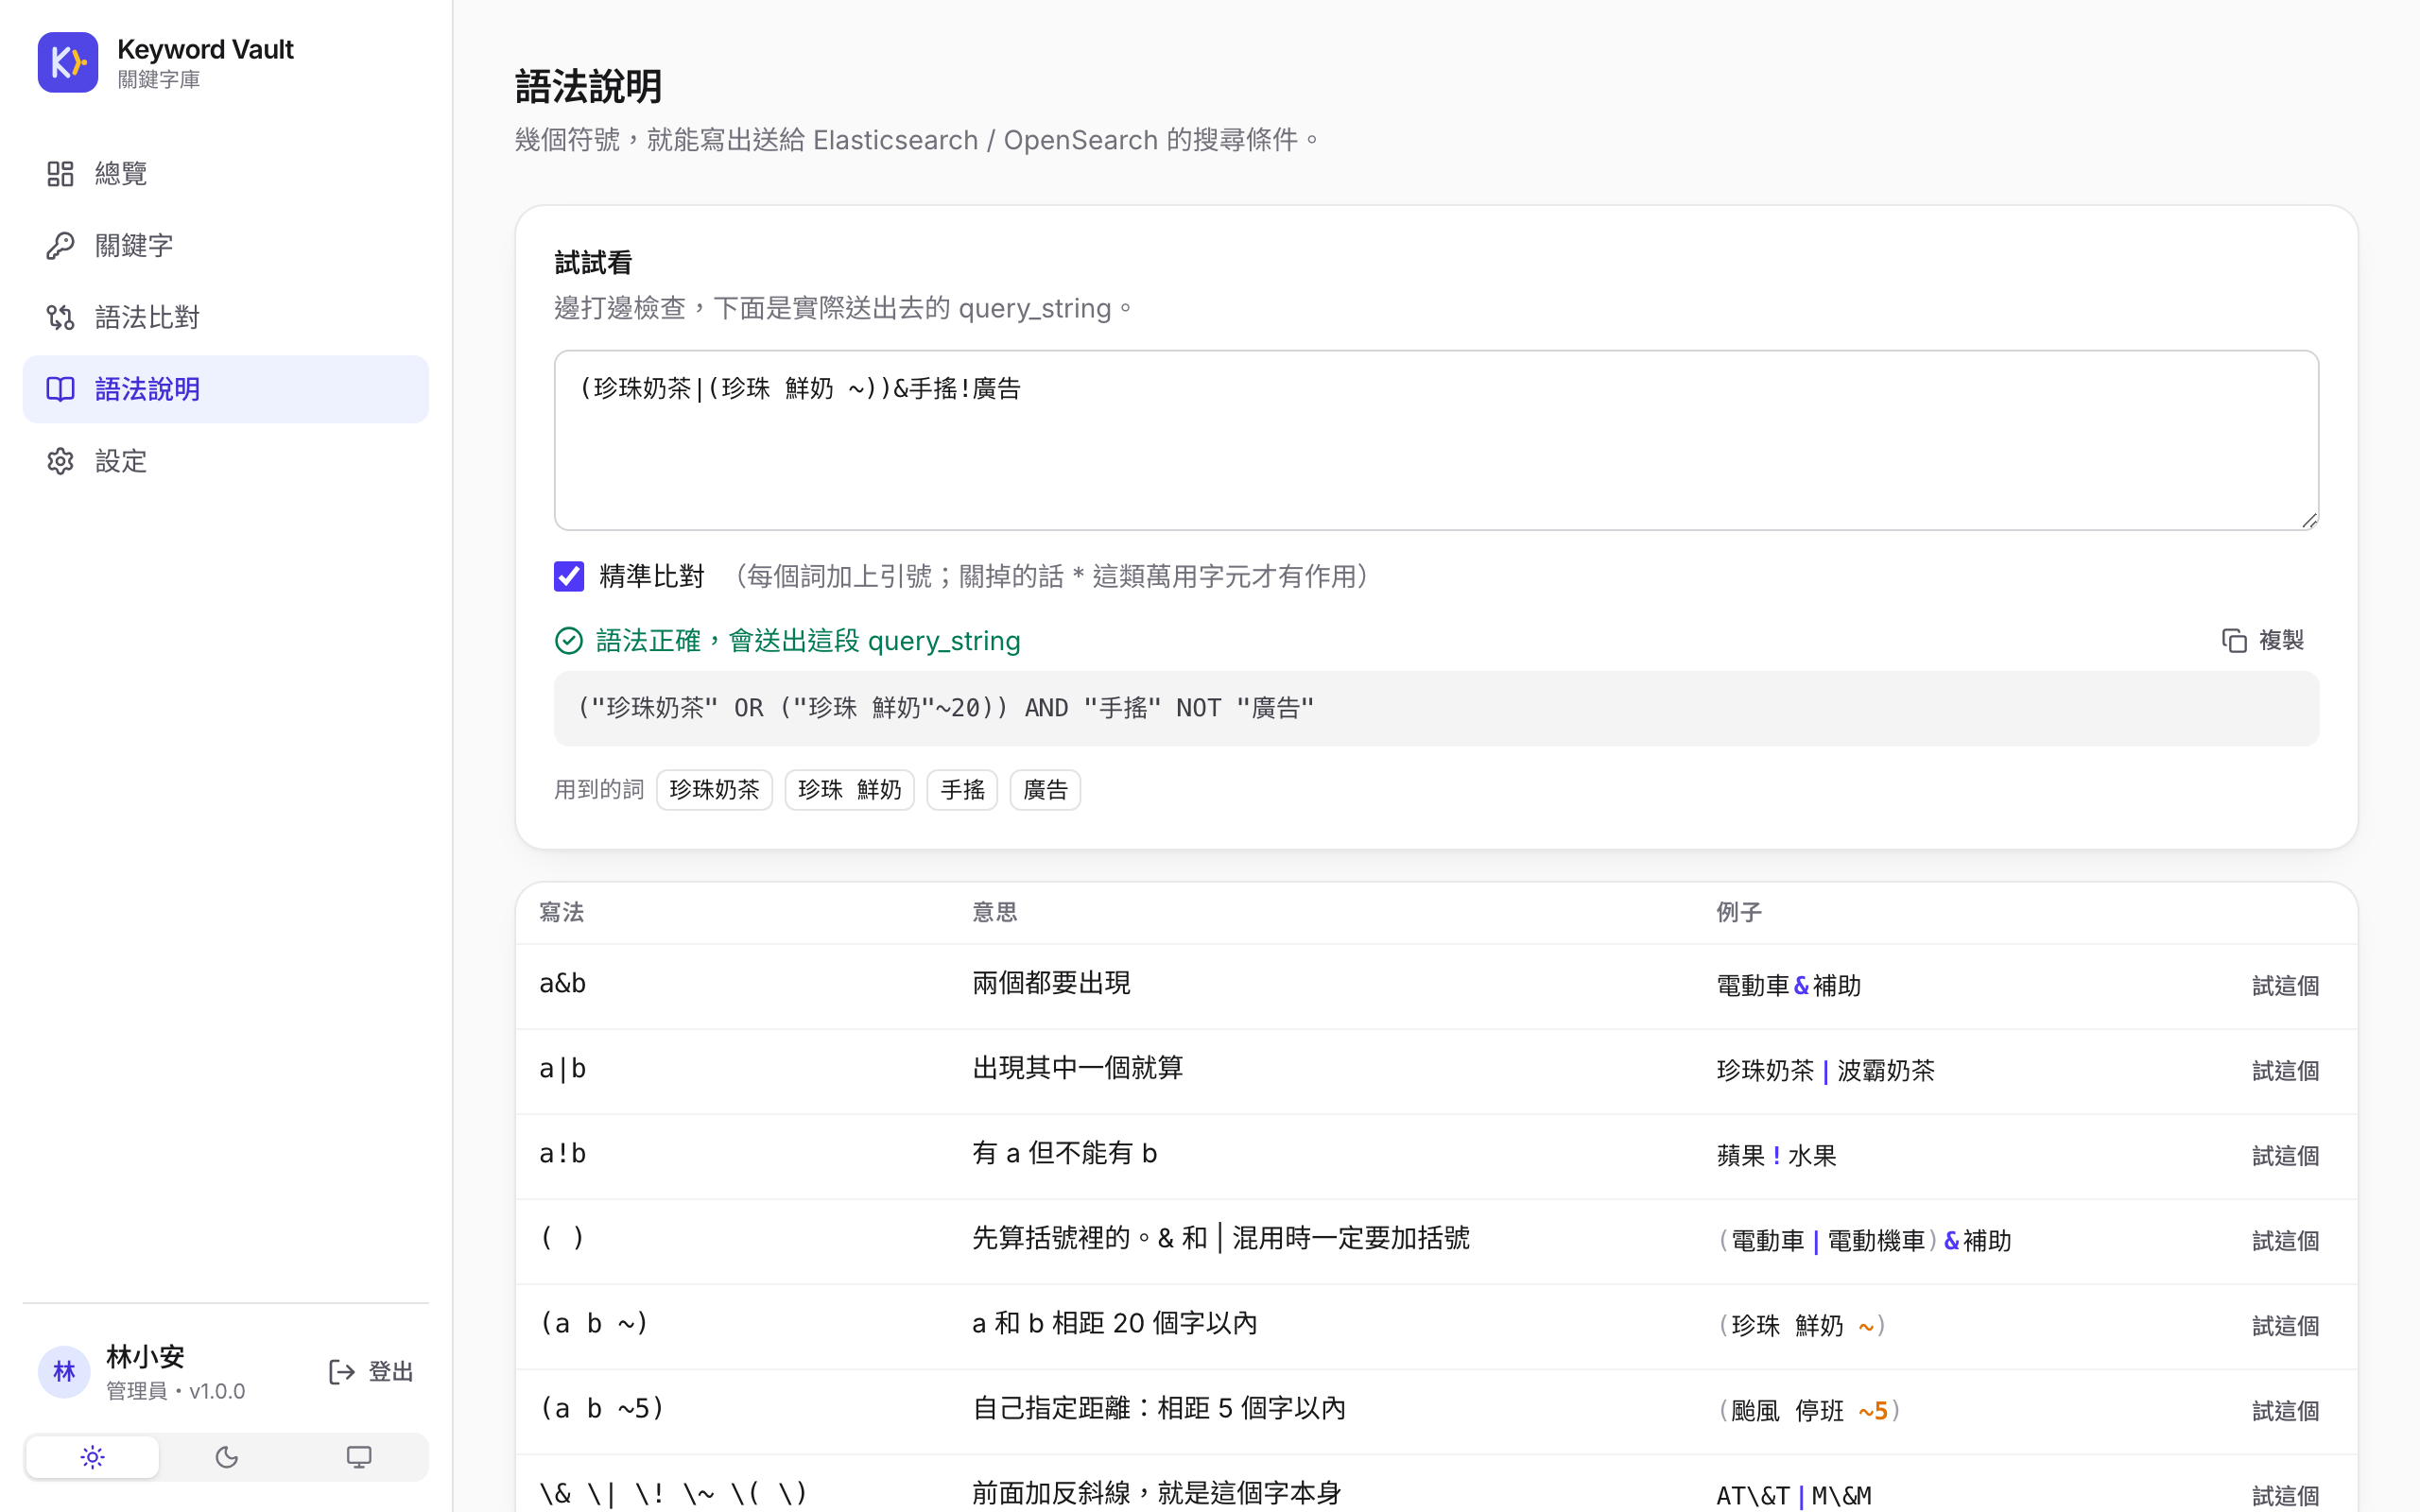 Keyword Vault
關鍵字庫
總覽
關鍵字
語法比對
語法說明
設定
林
林小安
管理員・v1.0.0
登出
語法說明
幾個符號，就能寫出送給 Elasticsearch / OpenSearch 的搜尋條件。
試試看
邊打邊檢查，下面是實際送出去的 query_string。
(珍珠奶茶|(珍珠 鮮奶 ~))&手搖!廣告
精準比對 （每個詞加上引號；關掉的話 * 這類萬用字元才有作用）
語法正確，會送出這段 query_string
複製
("珍珠奶茶" OR ("珍珠 鮮奶"~20)) AND "手搖" NOT "廣告"
用到的詞 珍珠奶茶 珍珠 鮮奶 手搖 廣告
寫法 意思 例子
a&b 兩個都要出現 電動車&補助 試這個
a|b 出現其中一個就算 珍珠奶茶|波霸奶茶 試這個
a!b 有 a 但不能有 b 蘋果!水果 試這個
( ) 先算括號裡的。& 和 | 混用時一定要加括號 (電動車|電動機車)&補助 試這個
(a b ~) a 和 b 相距 20 個字以內 (珍珠 鮮奶 ~) 試這個
(a b ~5) 自己指定距離：相距 5 個字以內 (颱風 停班 ~5) 試這個
\& \| \! \~ \( \) 前面加反斜線，就是這個字本身 AT\&T|M\&M 試這個